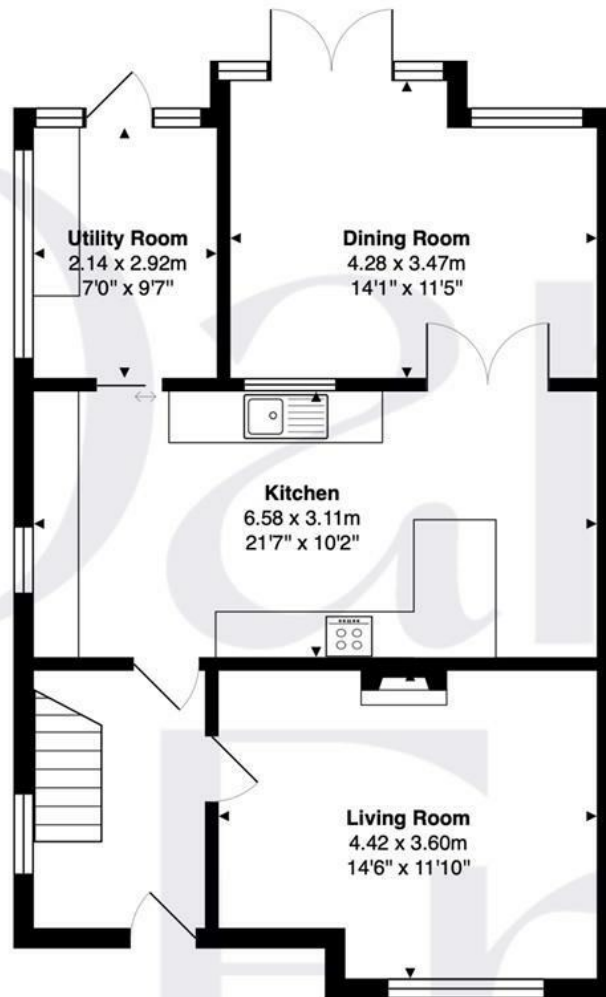 Utility Room
2.14 x 2.92m
7'0" x 9'7"
Dining Room
4.28 x 3.47m
14'1" x 11'5"
Kitchen
6.58 x 3.11m
21'7" x 10'2"
Living Room
4.42 x 3.60m
14'6" x 11'10"